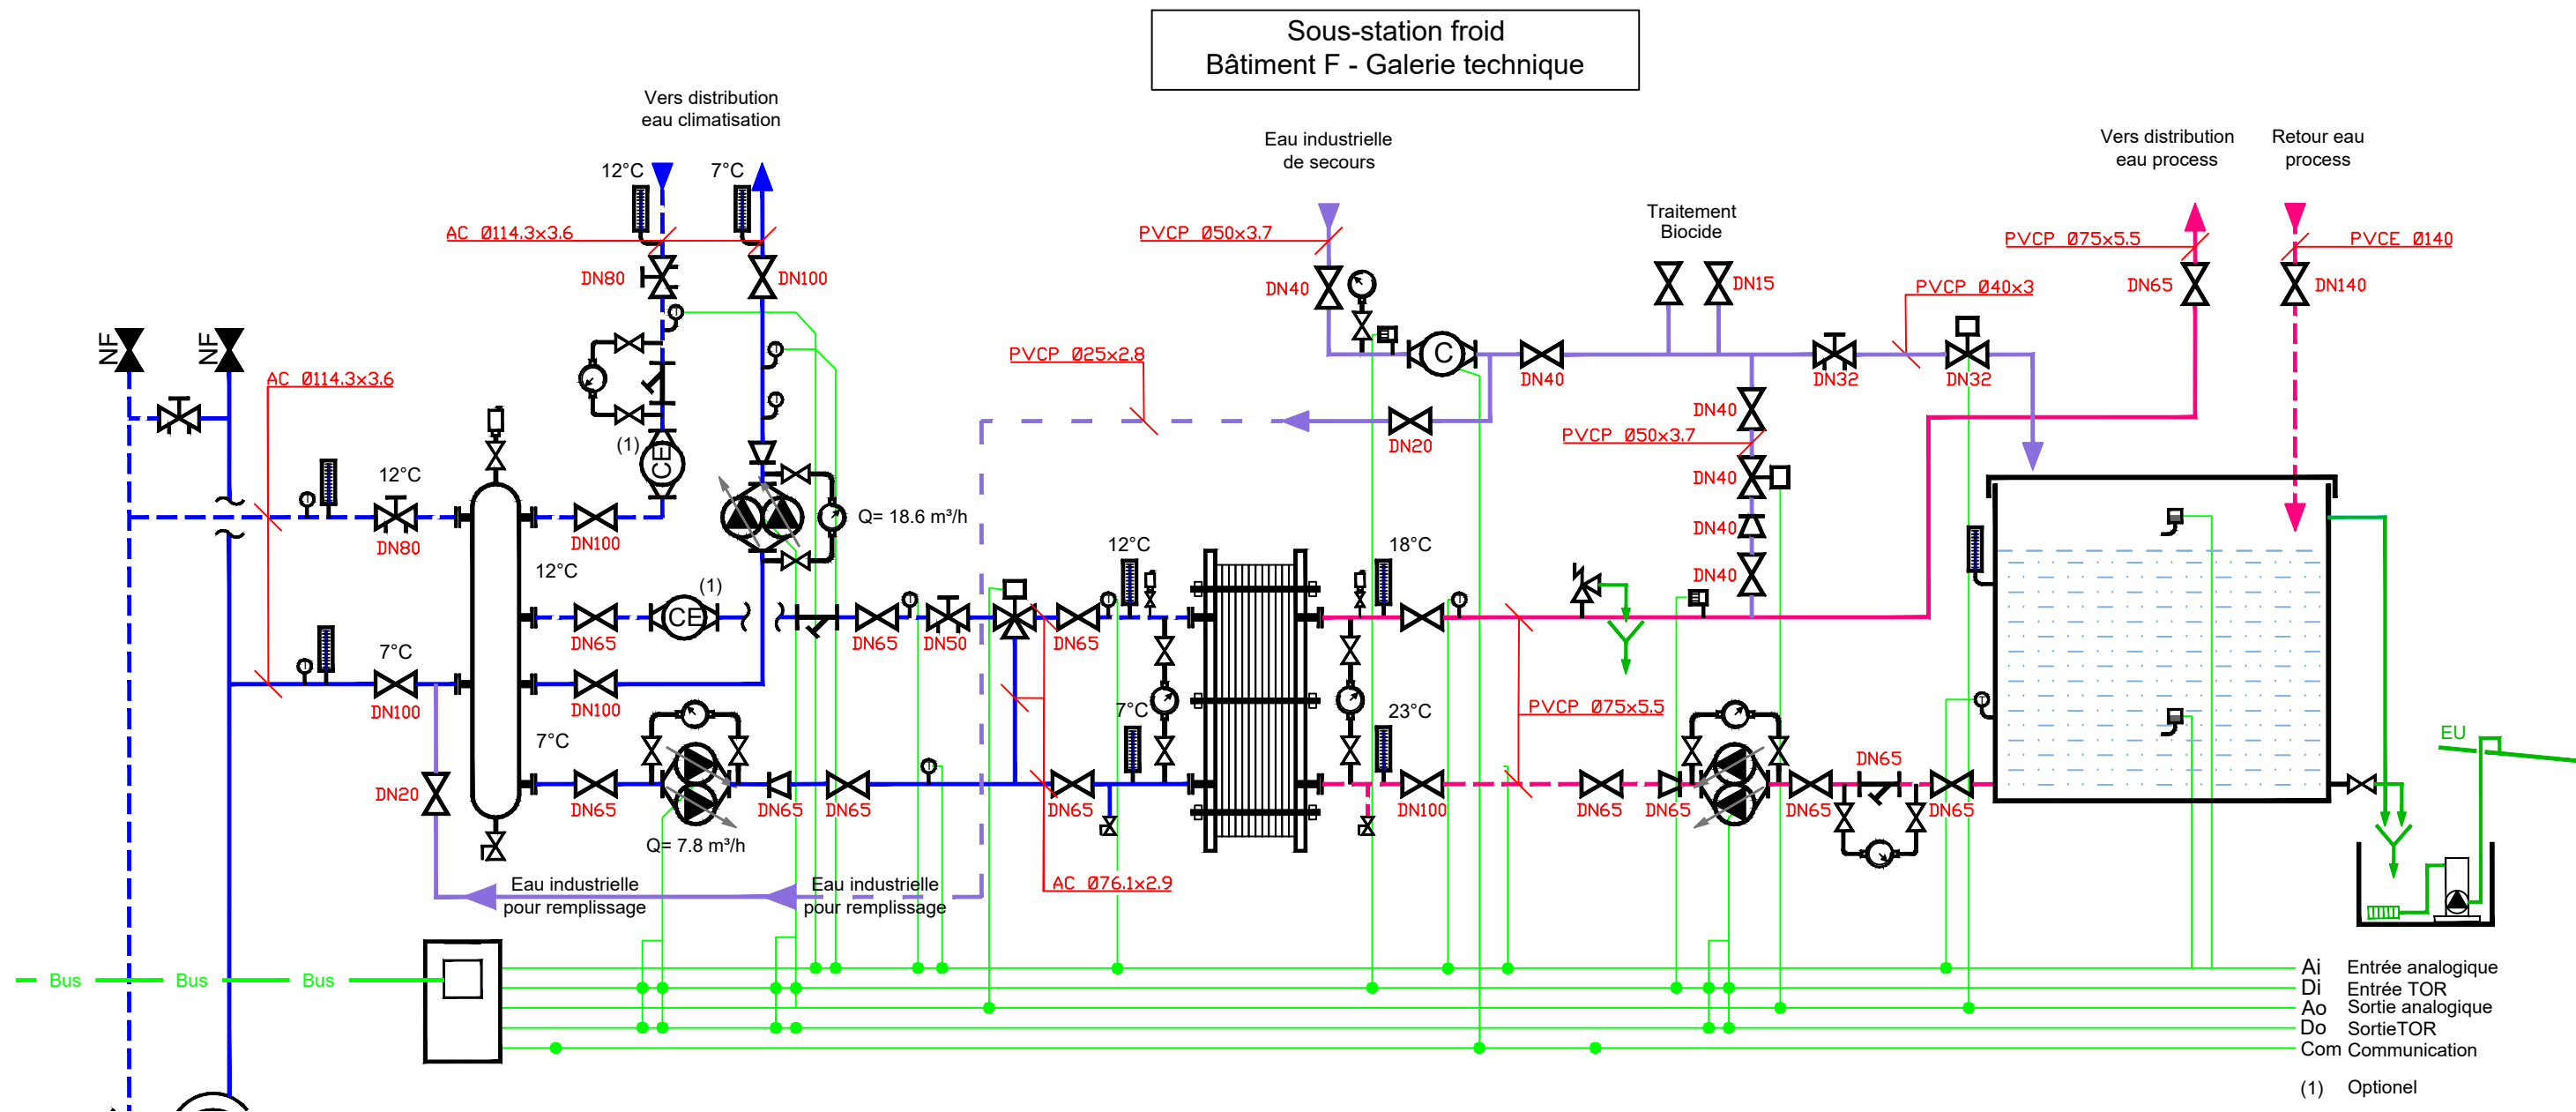 Sous-station froid
Bâtiment F - Galerie technique
Vers distribution
eau climatisation
12°C
7°C
AC Ø114.3x3.6
DN80
DN100
Eau industrielle
de secours
PVCP Ø50x3.7
DN40
Traitement
Biocide
DN15
Vers distribution
eau process
Retour eau
process
PVCP Ø75x5.5
PVCE Ø140
DN65
DN140
PVCP Ø40x3
NF
NF
AC Ø114.3x3.6
PVCP Ø25x2.8
C
DN40
DN32
DN32
DN40
DN20
PVCP Ø50x3.7
(1)
CE
12°C
DN80
DN100
Q= 18.6 m³/h
DN40
DN40
DN40
12°C
(1)
CE
DN65
DN65
DN50
DN65
12°C
18°C
7°C
DN100
DN100
7°C
23°C
PVCP Ø75x5.5
7°C
DN20
DN65
DN65
DN65
DN65
DN100
DN65
DN65
DN65
DN65
DN65
Q= 7.8 m³/h
EU
AC Ø76.1x2.9
Eau industrielle
pour remplissage
Eau industrielle
pour remplissage
Bus
Bus
Bus
Ai Entrée analogique
Di Entrée TOR
Ao Sortie analogique
Do SortieTOR
Com Communication
(1) Optionel